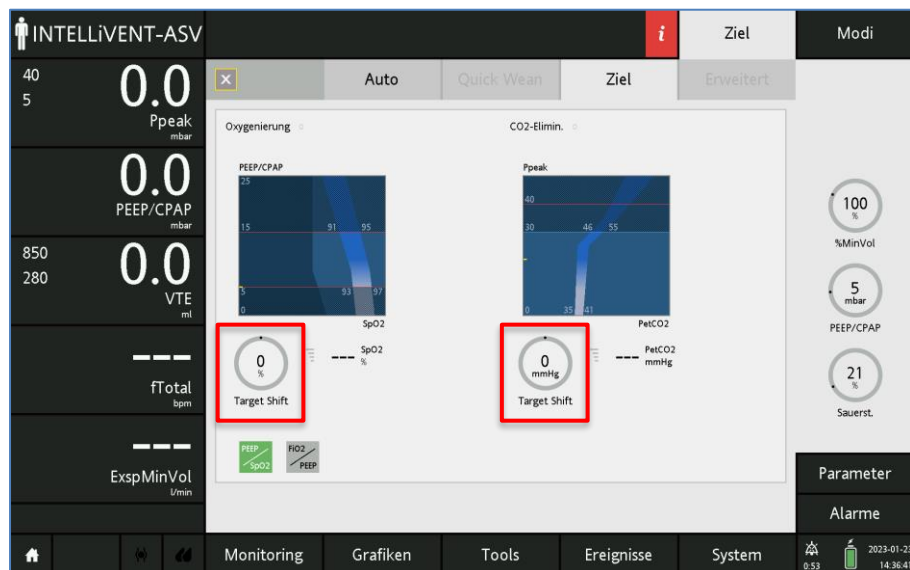 INTELLiVENT-ASV
i
Ziel
Modi
40
5
0.0
Ppeak
mbar
0.0
PEEP/CPAP
mbar
850
280
0.0
VTE
ml
---
fTotal
bpm
---
ExspMinVol
l/min
Auto
Quick Wean
Ziel
Erweitert
Oxygenierung
CO2-Elimin.
PEEP/CPAP
25
15
91
95
5
93
97
0
SpO2
0
%
Target Shift
---
SpO2
%
PEEP
SpO2
FiO2
PEEP
Ppeak
40
30
46
55
0
35
41
PetCO2
0
mmHg
Target Shift
---
PetCO2
mmHg
100
%
%MinVol
5
mbar
PEEP/CPAP
21
%
Sauerst.
Parameter
Alarme
Monitoring
Grafiken
Tools
Ereignisse
System
0:53
2023-01-23
14:36:41